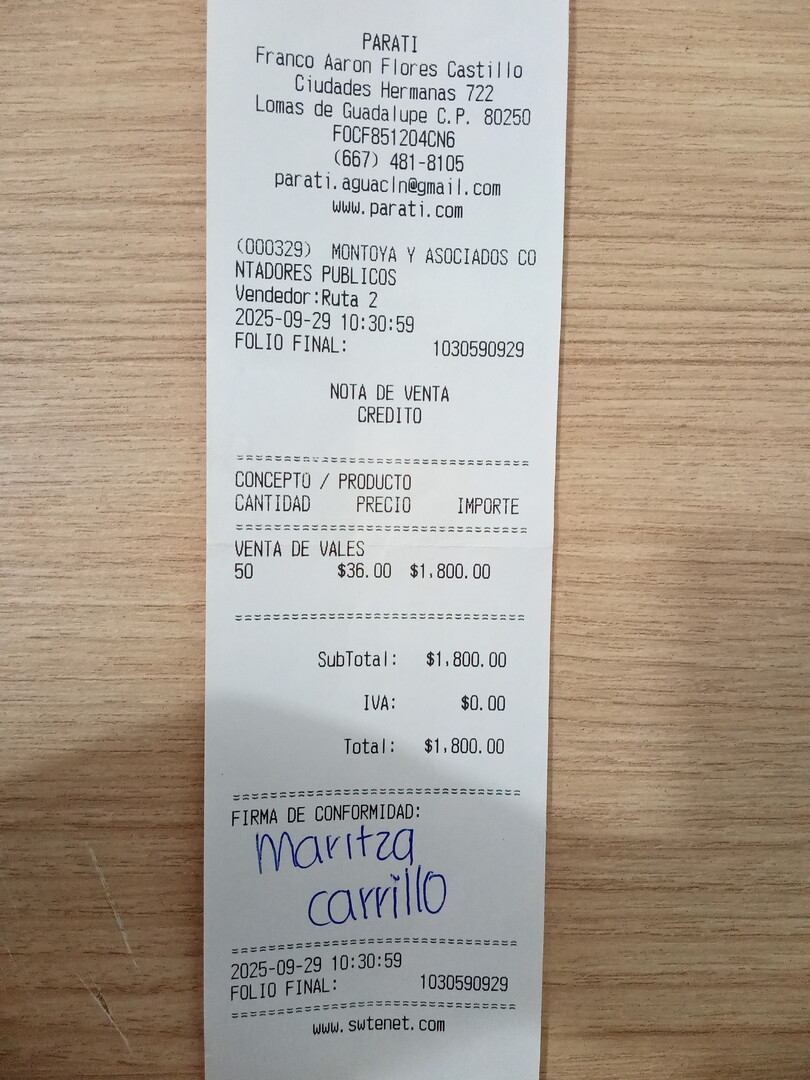 PARATI
Franco Aaron Flores Castillo
Ciudades Hermanas 722
Lomas de Guadalupe C.P. 80250
FOCF851204CN6
(667) 481-8105
parati.aguacln@gmail.com
www.parati.com
(000329) MONTOYA Y ASOCIADOS CO
NTADORES PUBLICOS
Vendedor:Ruta 2
2025-09-29 10:30:59
FOLIO FINAL: 1030590929
NOTA DE VENTA
CREDITO
==============================
CONCEPTO / PRODUCTO
CANTIDAD PRECIO IMPORTE
==============================
VENTA DE VALES
50 $36.00 $1,800.00
==============================
SubTotal: $1,800.00
IVA: $0.00
Total: $1,800.00
==============================
FIRMA DE CONFORMIDAD:
Maritza
carrillo
==============================
2025-09-29 10:30:59
FOLIO FINAL: 1030590929
==============================
www.swtenet.com